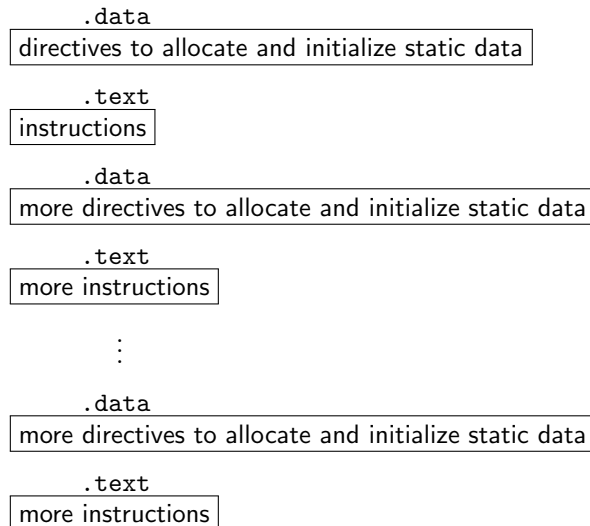 .data
directives to allocate and initialize static data
.text
instructions
.data
more directives to allocate and initialize static data
.text
more instructions
⋮
.data
more directives to allocate and initialize static data
.text
more instructions